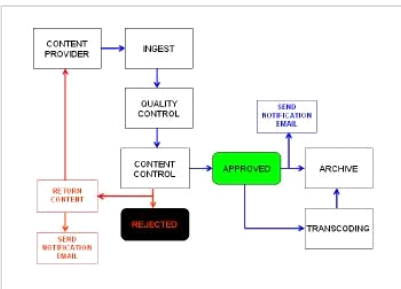 CONTENT
PROVIDER
INGEST
QUALITY
CONTROL
SEND
NOTIFICATION
EMAIL
CONTENT
CONTROL
APPROVED
ARCHIVE
RETURN
CONTENT
REJECTED
TRANSCODING
SEND
NOTIFICATION
EMAIL